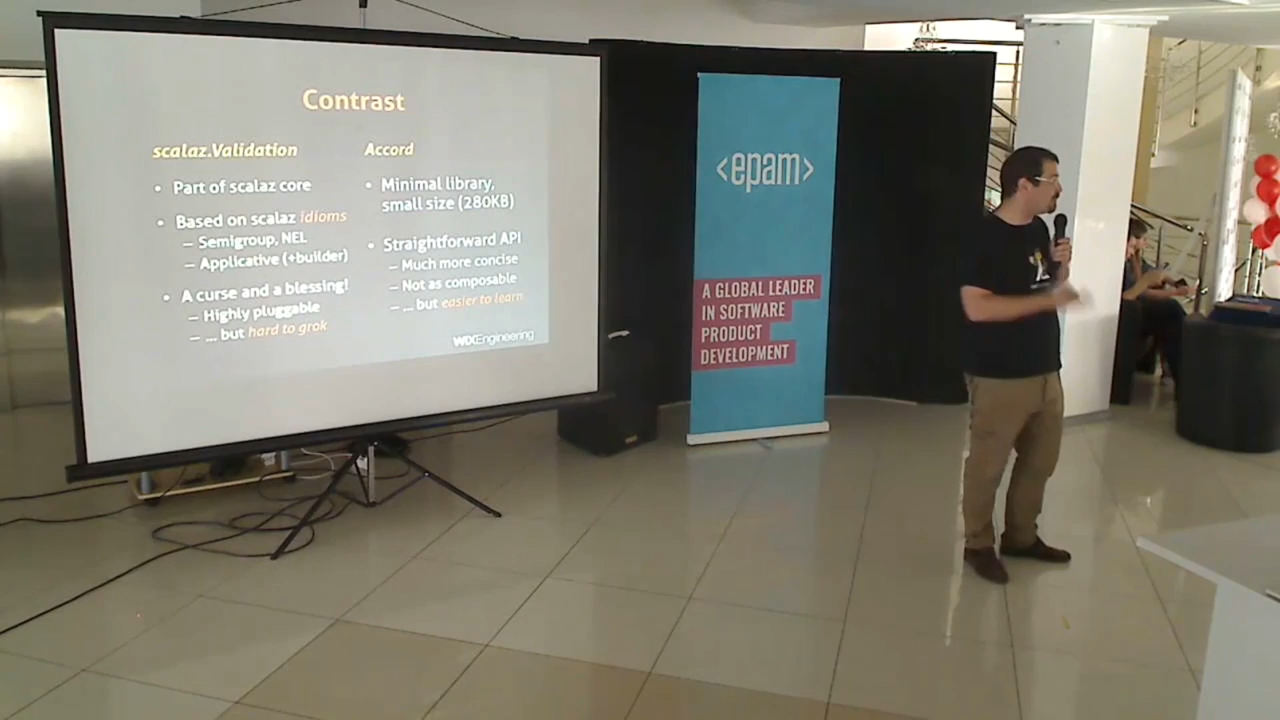 Contrast
scalaz.Validation
• Part of scalaz core
• Based on scalaz idioms
– Semigroup, NEL
– Applicative (+builder)
• A curse and a blessing!
– Highly pluggable
– ... but hard to grok
Accord
• Minimal library,
small size (280KB)
• Straightforward API
– Much more concise
– Not as composable
– ... but easier to learn
WIXEngineering
<epam>
A GLOBAL LEADER
IN SOFTWARE
PRODUCT
DEVELOPMENT